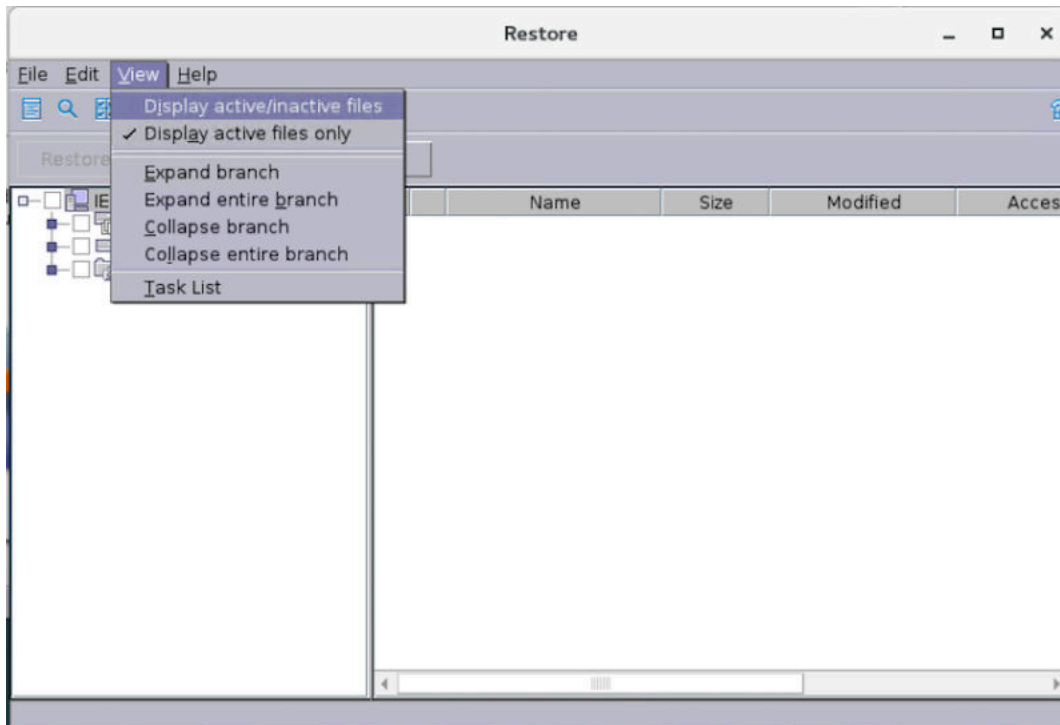 Restore
File Edit View Help
Display active/inactive files
Display active files only
Restore
Expand branch
Expand entire branch
Collapse branch
Collapse entire branch
Task List
IE
Name Size Modified Acces